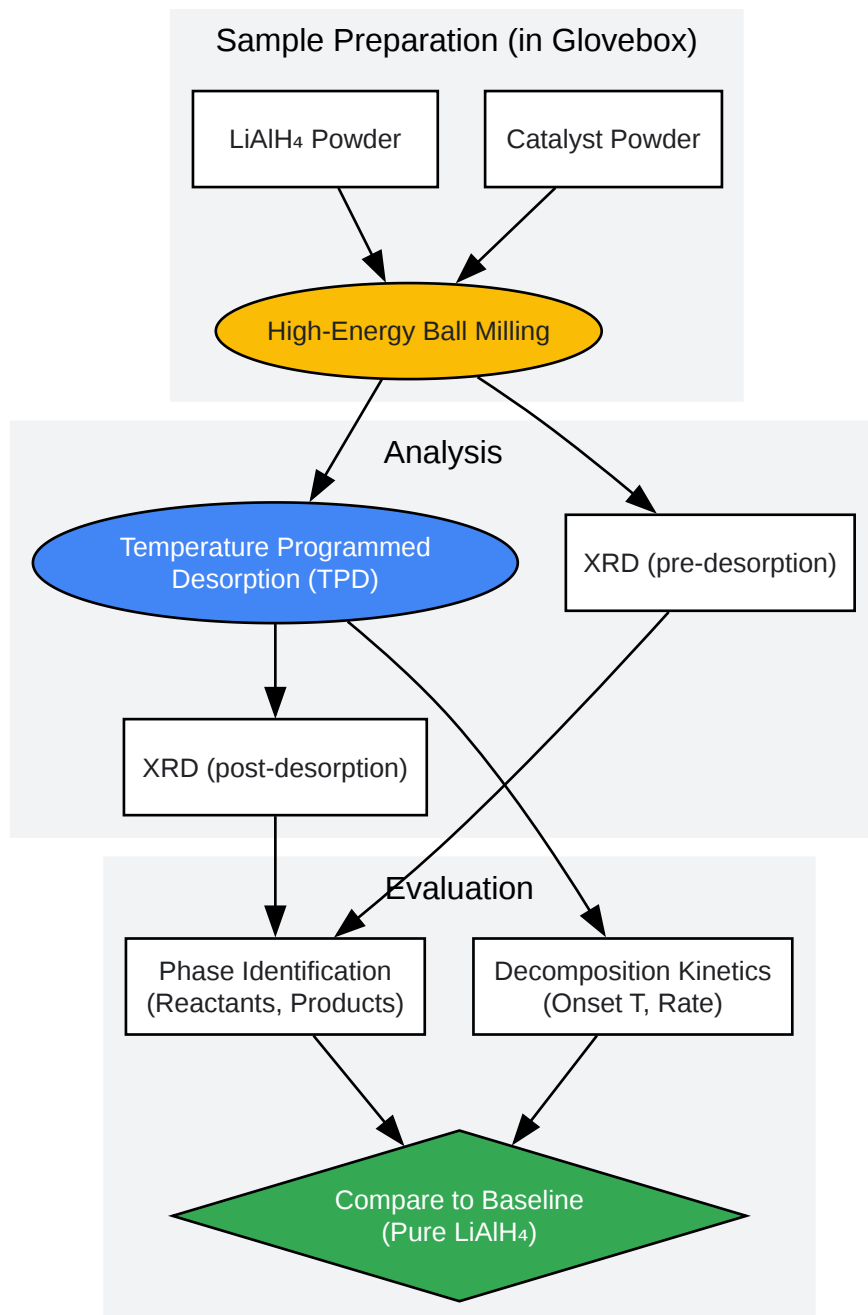 Sample Preparation (in Glovebox)
LiAlH₄ Powder
Catalyst Powder
High-Energy Ball Milling
Analysis
Temperature Programmed
Desorption (TPD)
XRD (pre-desorption)
XRD (post-desorption)
Evaluation
Phase Identification
(Reactants, Products)
Decomposition Kinetics
(Onset T, Rate)
Compare to Baseline
(Pure LiAlH₄)